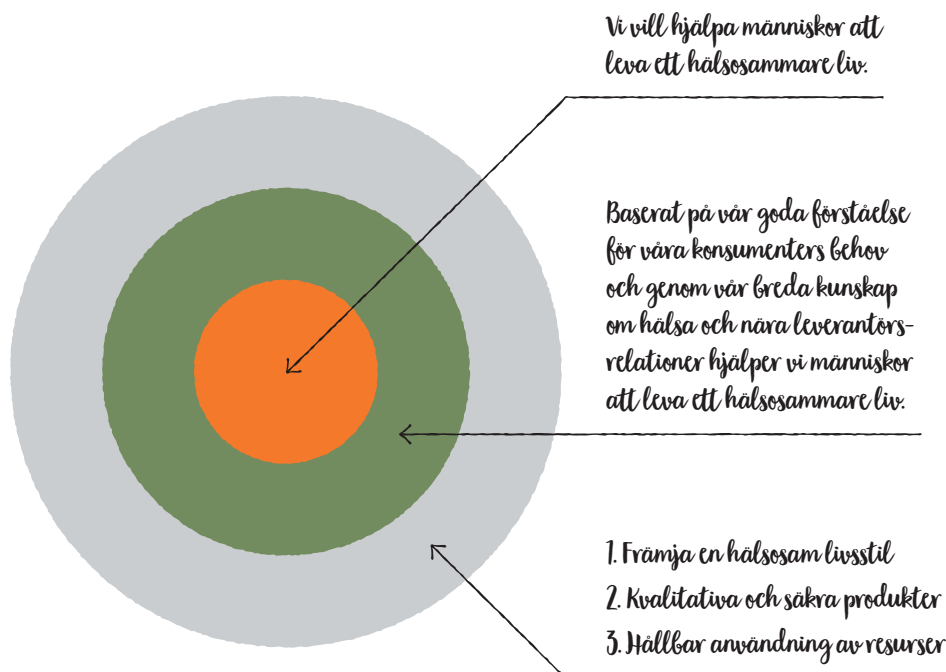 Vi vill hjälpa människor att
leva ett hälsosammare liv.
Baserat på vår goda förståelse
för våra konsumenters behov
och genom vår breda kunskap
om hälsa och nära leverantörs-
relationer hjälper vi människor
att leva ett hälsosammare liv.
1. Främja en hälsosam livsstil
2. Kvalitativa och säkra produkter
3. Hållbar användning av resurser